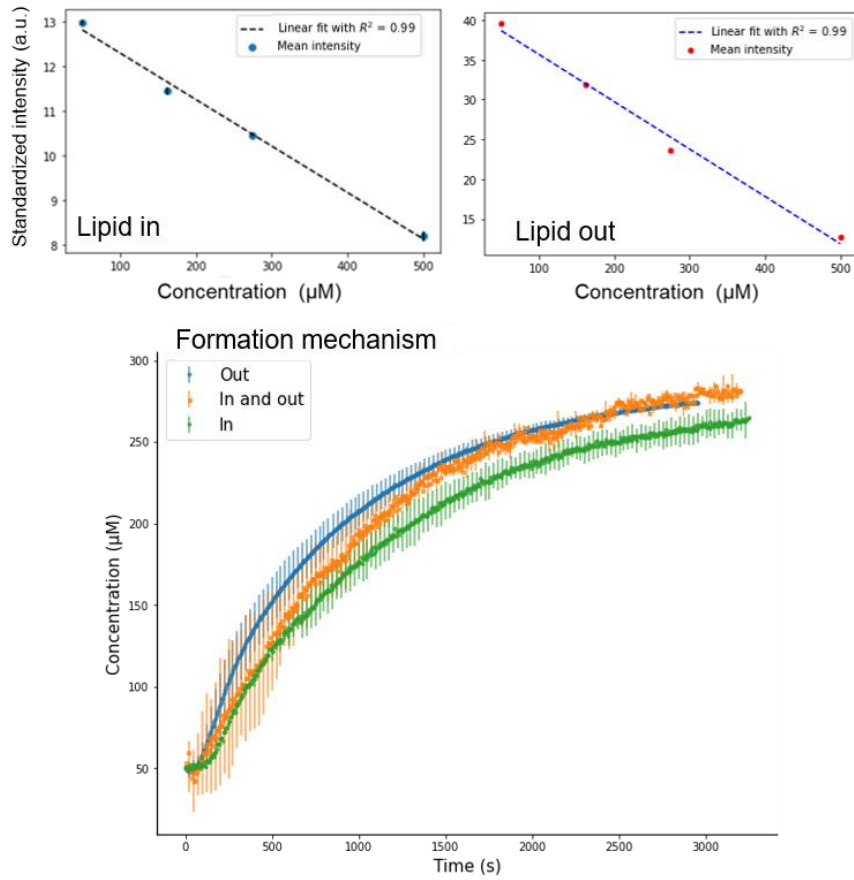 Standardized intensity (a.u.)
13
12
11
10
9
8
Linear fit with R² = 0.99
Mean intensity
Lipid in
100
200
300
400
500
Concentration (µM)
40
35
30
25
20
15
Linear fit with R² = 0.99
Mean intensity
Lipid out
100
200
300
400
500
Concentration (µM)
Formation mechanism
Out
In and out
In
Concentration (µM)
300
250
200
150
100
50
0
500
1000
1500
2000
2500
3000
Time (s)